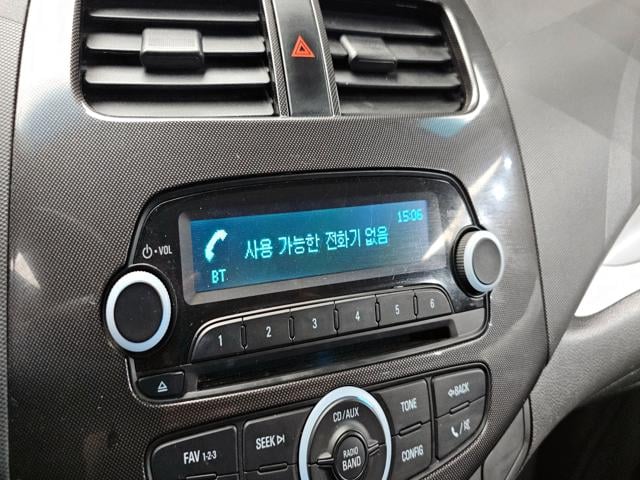 15:06
사용 가능한 전화기 없음
BT
VOL
1 2 3 4 5 6
CD/AUX
TONE
BACK
FAV 1-2-3
SEEK
RADIO
BAND
CONFIG